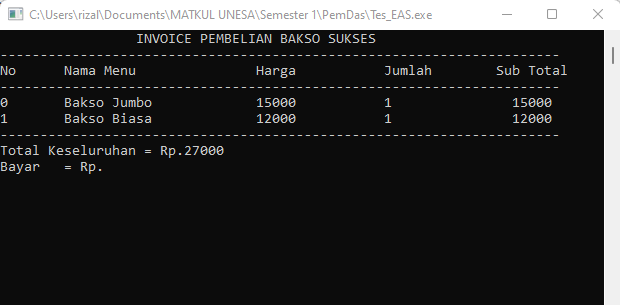 C:\Users\rizal\Documents\MATKUL UNESA\Semester 1\PemDas\Tes_EAS.exe
INVOICE PEMBELIAN BAKSO SUKSES
----------------------------------------------------------------------
No      Nama Menu               Harga           Jumlah        Sub Total
----------------------------------------------------------------------
0       Bakso Jumbo             15000           1               15000
1       Bakso Biasa             12000           1               12000
----------------------------------------------------------------------
Total Keseluruhan = Rp.27000
Bayar   = Rp.